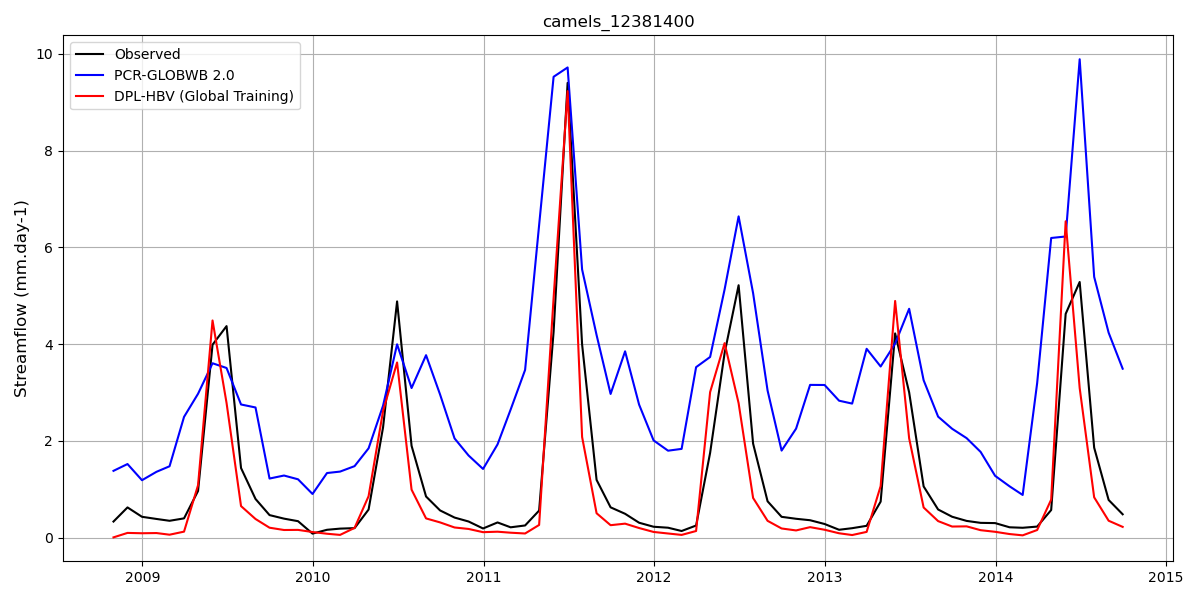 camels_12381400
Observed
PCR-GLOBWB 2.0
DPL-HBV (Global Training)
Streamflow (mm.day-1)
10
8
6
4
2
0
2009
2010
2011
2012
2013
2014
2015